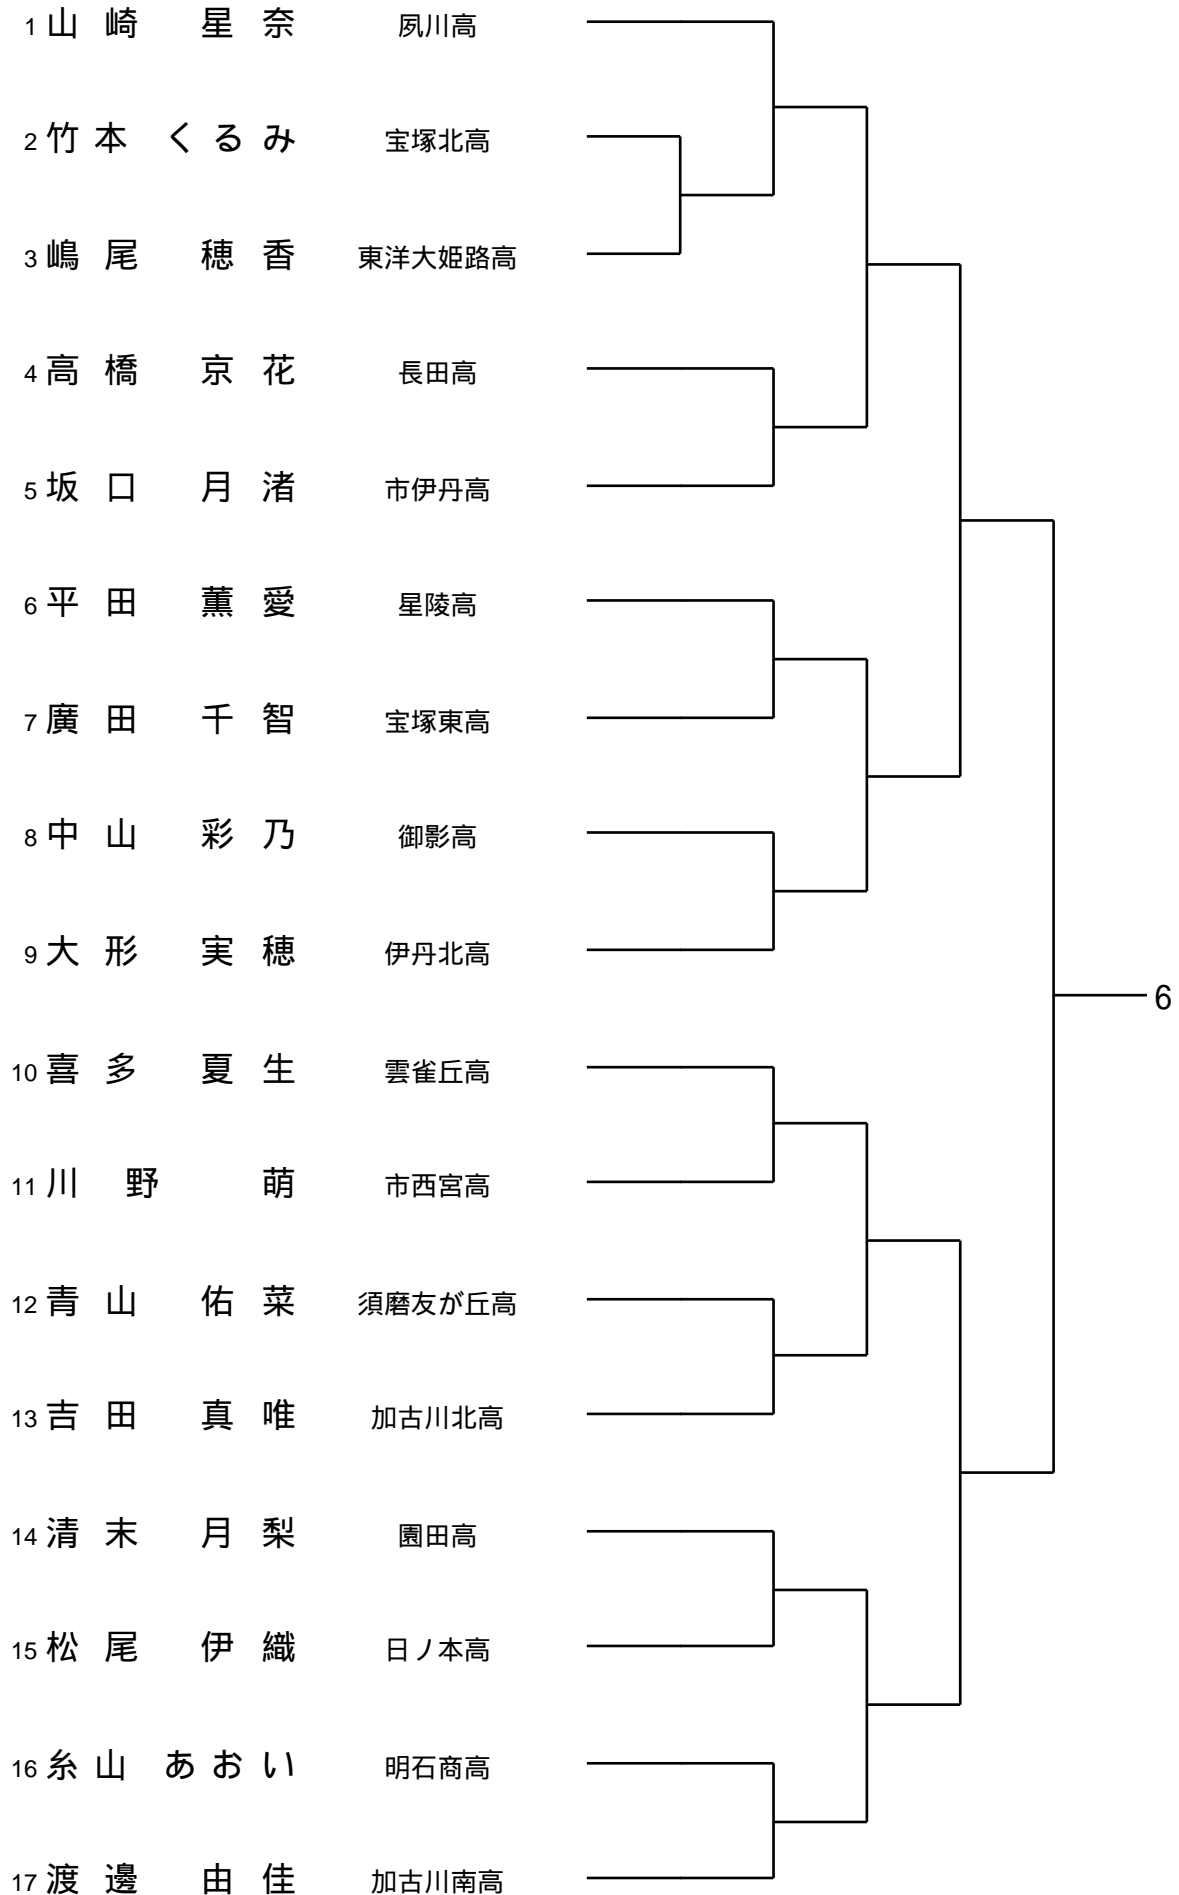 1 山崎 星奈 夙川高
2 竹本 くるみ 宝塚北高
3 嶋尾 穂香 東洋大姫路高
4 高橋 京花 長田高
5 坂口 月渚 市伊丹高
6 平田 薫愛 星陵高
7 廣田 千智 宝塚東高
8 中山 彩乃 御影高
9 大形 実穂 伊丹北高
6
10 喜多 夏生 雲雀丘高
11 川野 萌 市西宮高
12 青山 佑菜 須磨友が丘高
13 吉田 真唯 加古川北高
14 清末 月梨 園田高
15 松尾 伊織 日ノ本高
16 糸山 あおい 明石商高
17 渡邊 由佳 加古川南高